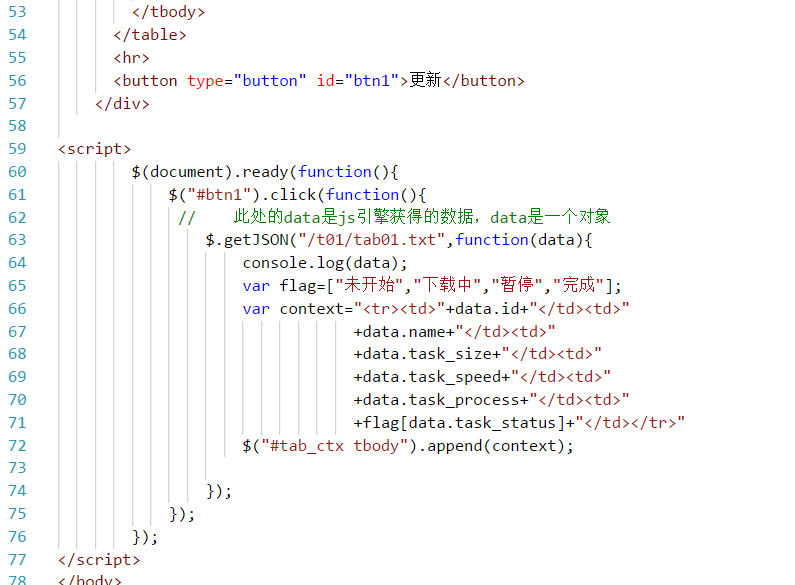 53 </tbody>
54 </table>
55 <hr>
56 <button type="button" id="btn1">更新</button>
57 </div>
58
59 <script>
60 $(document).ready(function(){
61 $("#btn1").click(function(){
62 // 此处的data是js引擎获得的数据，data是一个对象
63 $.getJSON("/t01/tab01.txt",function(data){
64 console.log(data);
65 var flag=["未开始","下载中","暂停","完成"];
66 var context="<tr><td>"+data.id+"</td><td>"
67 +data.name+"</td><td>"
68 +data.task_size+"</td><td>"
69 +data.task_speed+"</td><td>"
70 +data.task_process+"</td><td>"
71 +flag[data.task_status]+"</td></tr>"
72 $("#tab_ctx tbody").append(context);
73
74 });
75 });
76 });
77 </script>
78 </body>